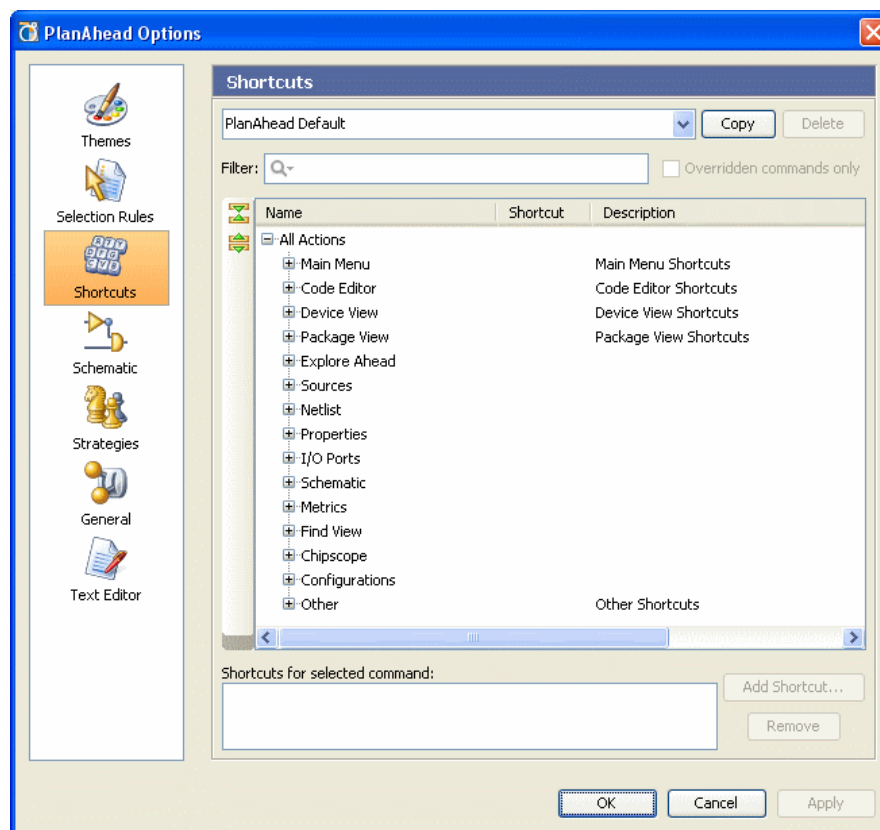 PlanAhead Options
Themes
Selection Rules
Shortcuts
Schematic
Strategies
General
Text Editor
Shortcuts
PlanAhead Default Copy Delete
Filter: Overridden commands only
Name Shortcut Description
All Actions
Main Menu Main Menu Shortcuts
Code Editor Code Editor Shortcuts
Device View Device View Shortcuts
Package View Package View Shortcuts
Explore Ahead
Sources
Netlist
Properties
I/O Ports
Schematic
Metrics
Find View
Chipscope
Configurations
Other Other Shortcuts
Shortcuts for selected command:
Add Shortcut...
Remove
OK Cancel Apply